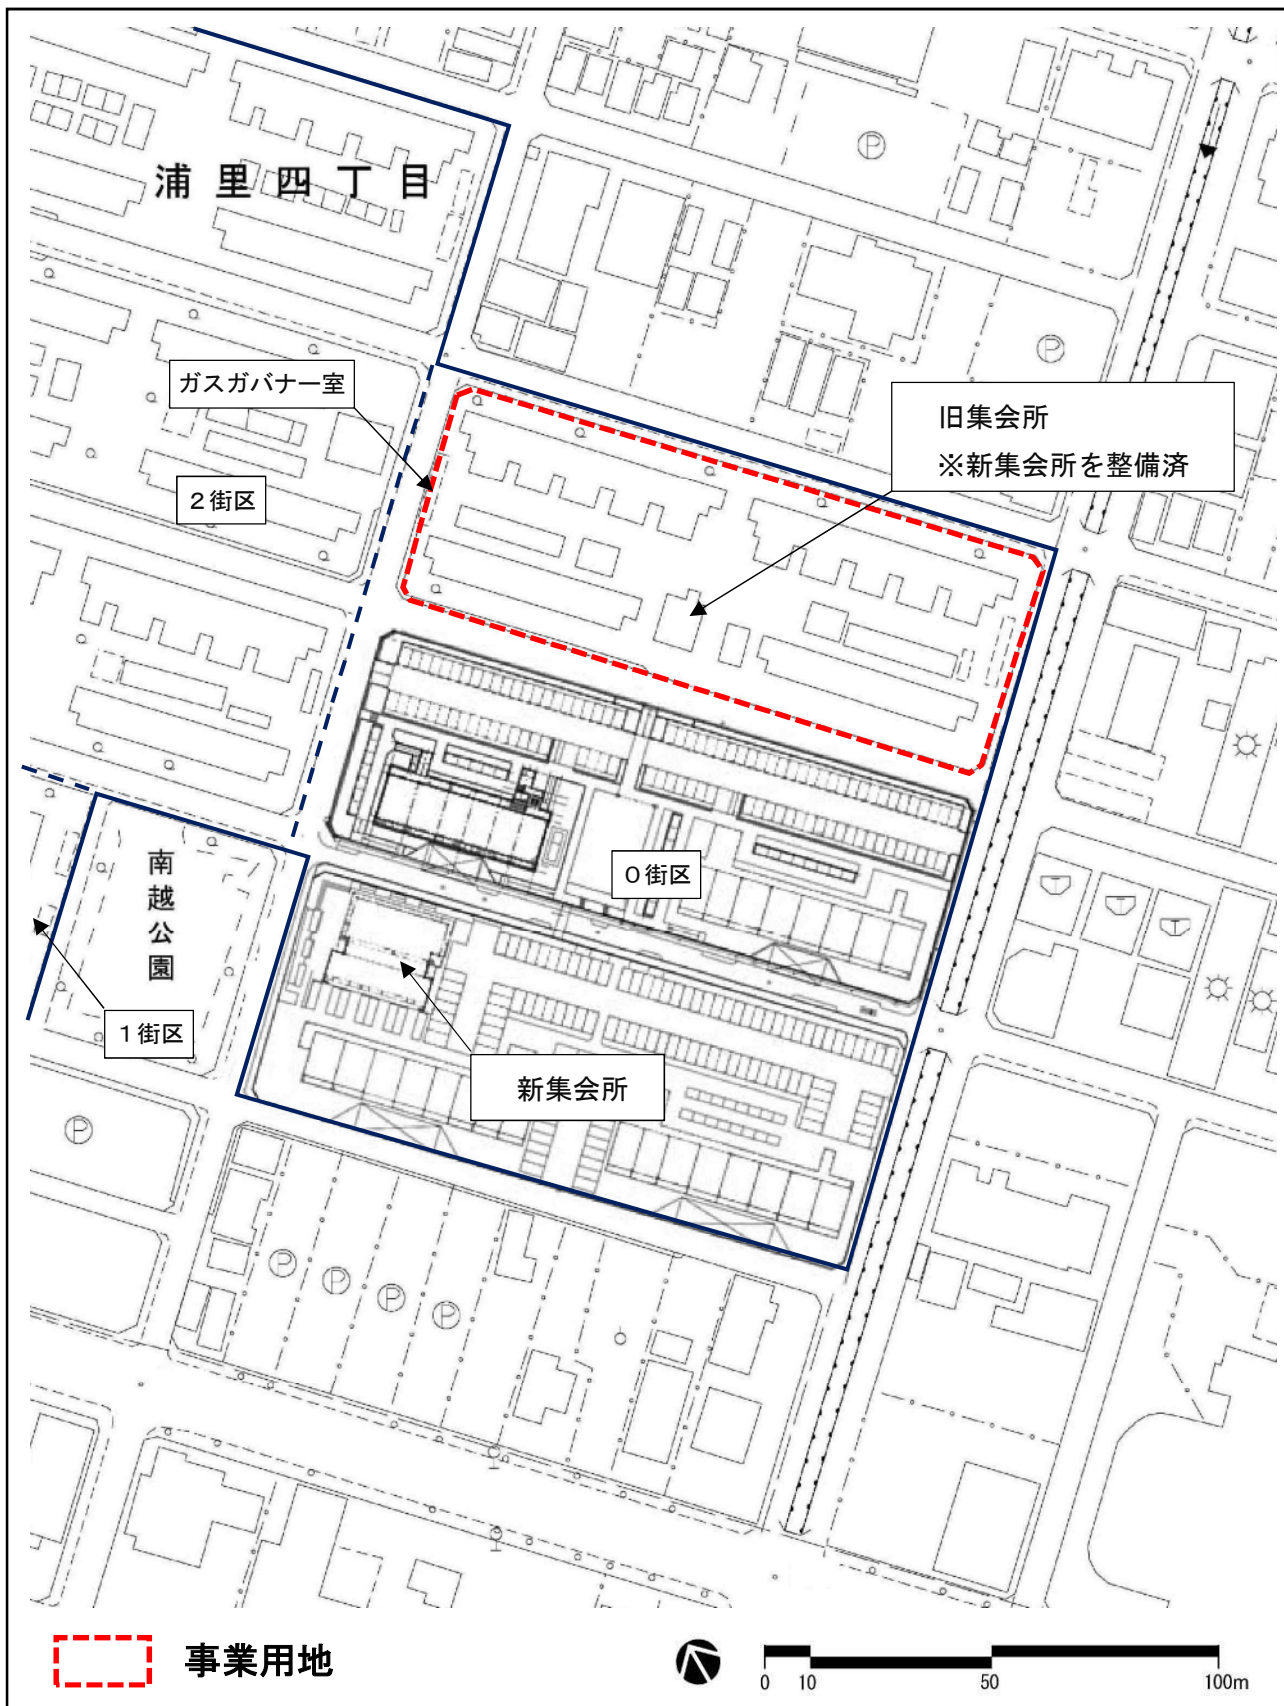 浦里四丁目
Ⓟ
Ⓟ
ガスガバナー室
旧集会所
※新集会所を整備済
２街区
０街区
南越公園
１街区
新集会所
Ⓟ
Ⓟ
Ⓟ
Ⓟ
Ⓟ
事業用地
0 10 50 100m